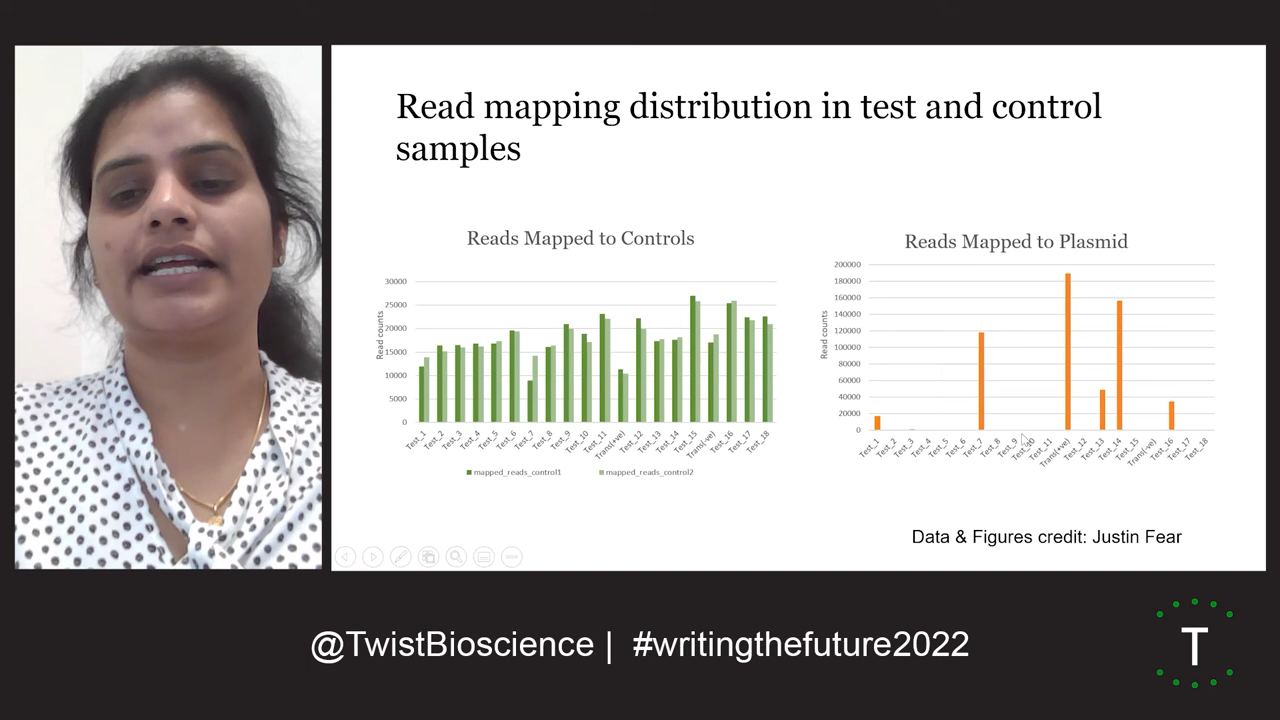 Read mapping distribution in test and control
samples
Reads Mapped to Controls
30000
25000
20000
15000
10000
5000
0
Read counts
Test_1
Test_2
Test_3
Test_4
Test_5
Test_6
Test_7
Test_8
Test_9
Test_10
Test_11
Trans(+ve)
Test_12
Test_13
Test_14
Test_15
Trans(-ve)
Test_16
Test_17
Test_18
mapped_reads_control1
mapped_reads_control2
Reads Mapped to Plasmid
200000
180000
160000
140000
120000
100000
80000
60000
40000
20000
0
Read counts
Test_1
Test_2
Test_3
Test_4
Test_5
Test_6
Test_7
Test_8
Test_9
Test_10
Test_11
Trans(+ve)
Test_12
Test_13
Test_14
Test_15
Trans(-ve)
Test_16
Test_17
Test_18
Data & Figures credit: Justin Fear
@TwistBioscience | #writingthefuture2022
T